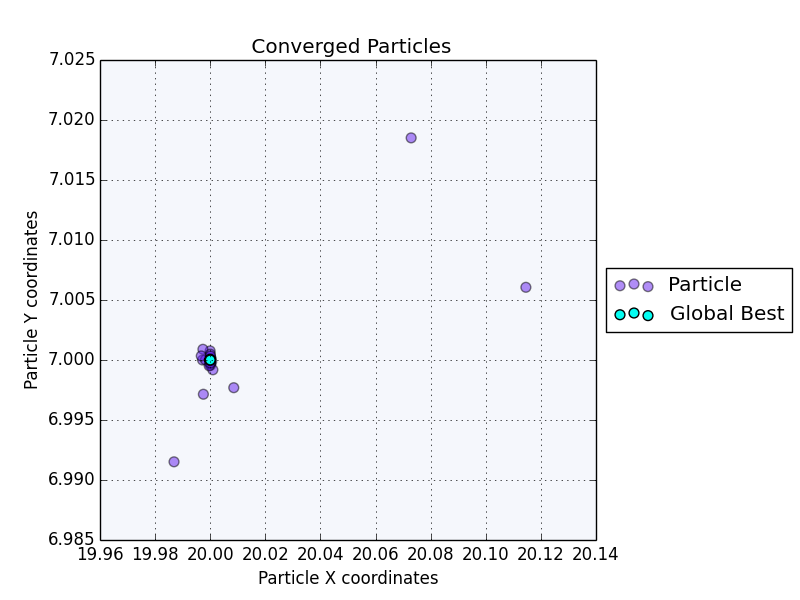 Converged Particles
7.025
7.020
7.015
7.010
7.005
7.000
6.995
6.990
6.985
Particle Y coordinates
19.96 19.98 20.00 20.02 20.04 20.06 20.08 20.10 20.12 20.14
Particle X coordinates
Particle
Global Best